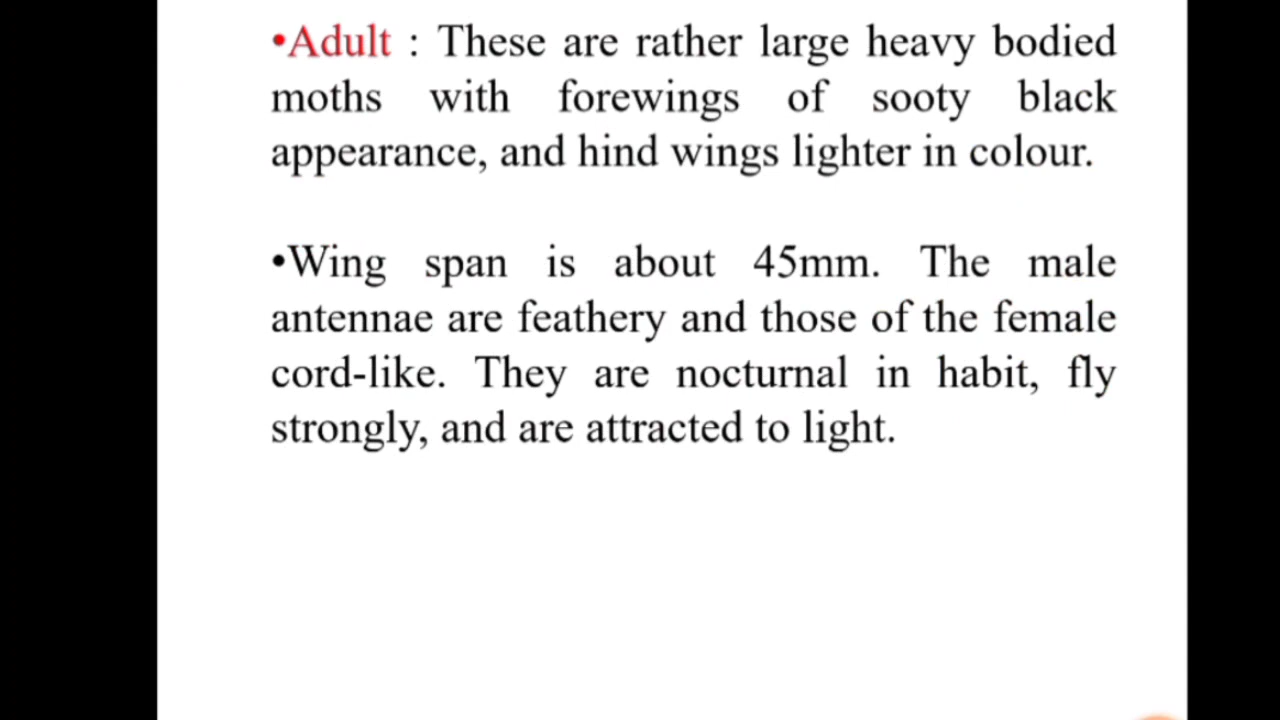 •Adult : These are rather large heavy bodied
moths with forewings of sooty black
appearance, and hind wings lighter in colour.
•Wing span is about 45mm. The male
antennae are feathery and those of the female
cord-like. They are nocturnal in habit, fly
strongly, and are attracted to light.